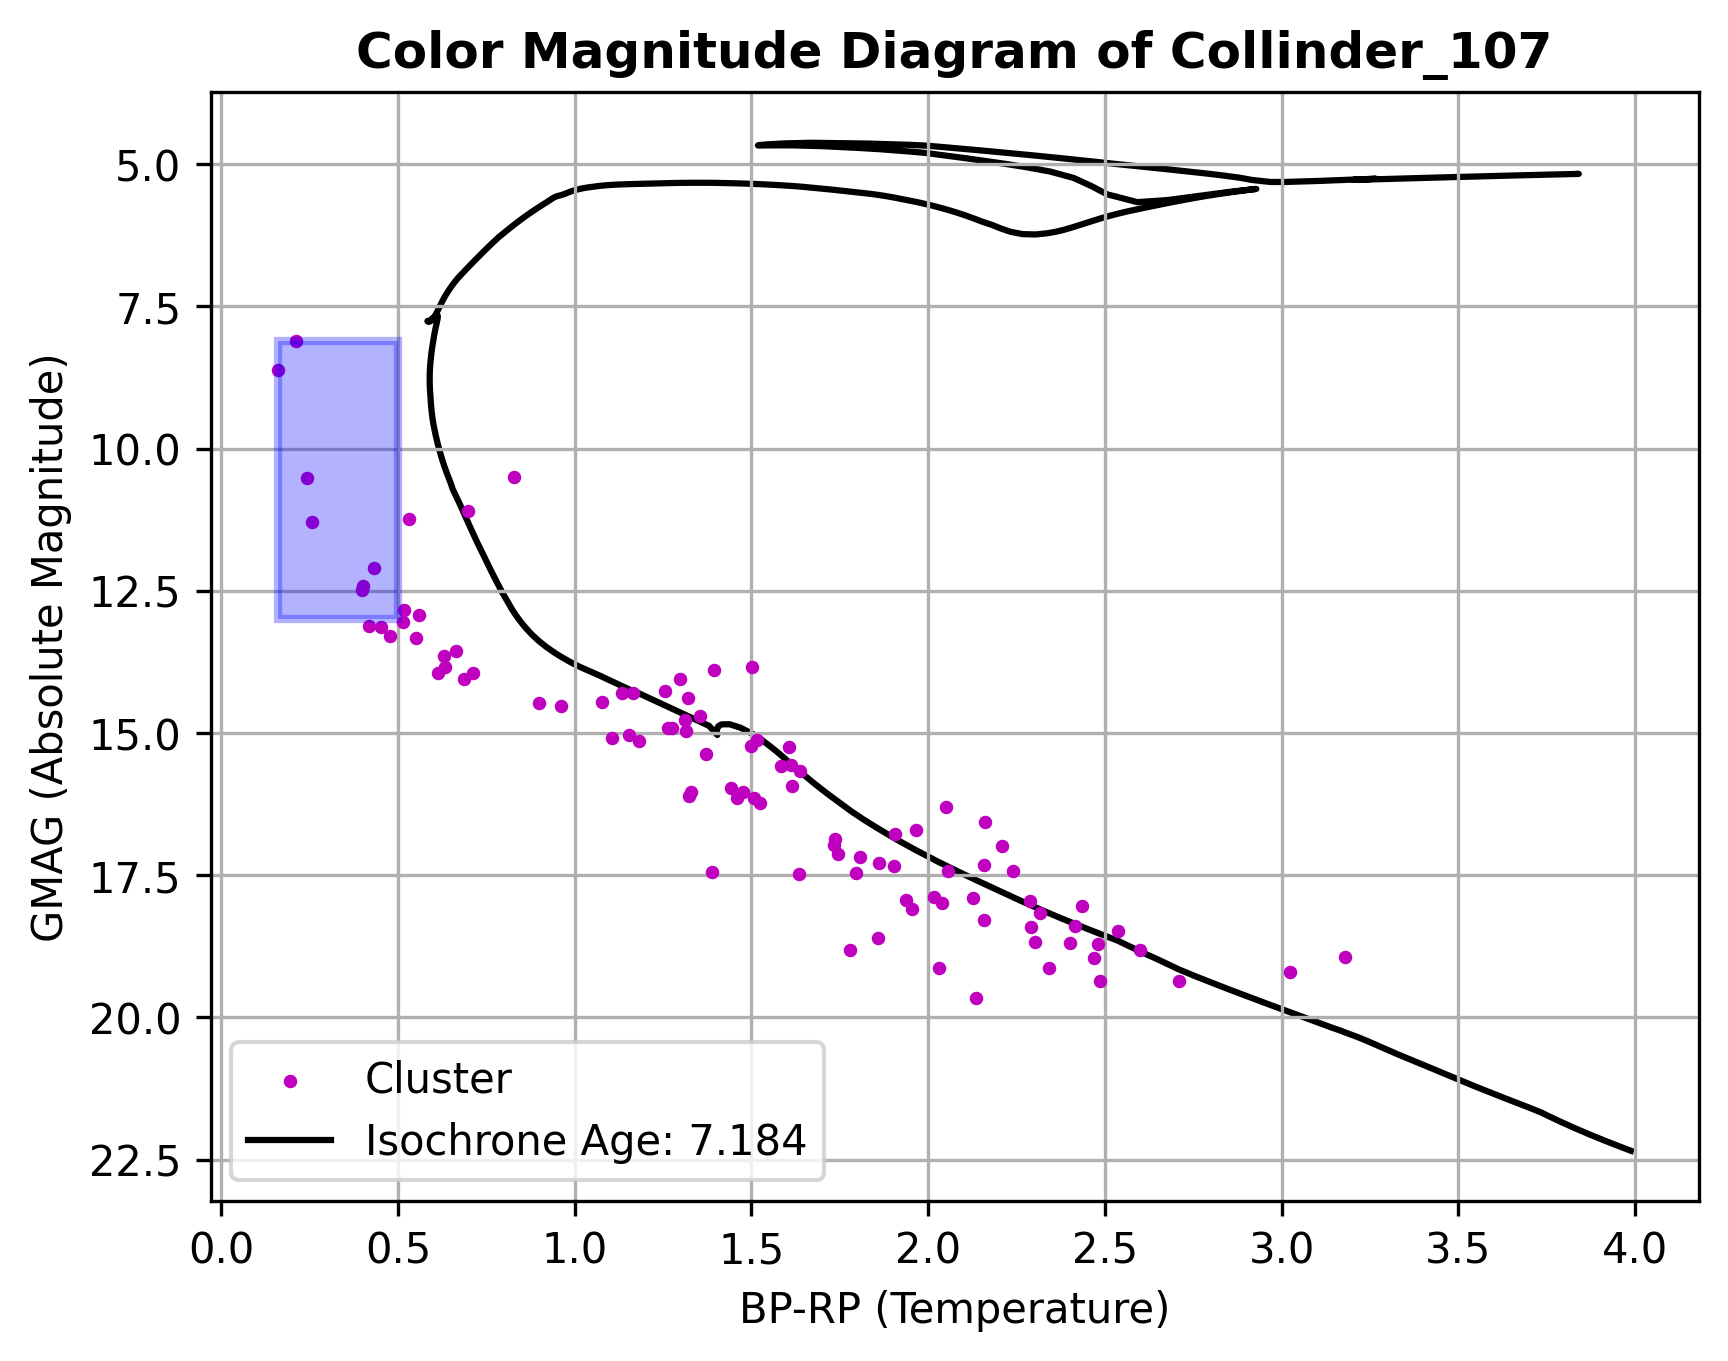 Color Magnitude Diagram of Collinder_107
GMAG (Absolute Magnitude)
5.0
7.5
10.0
12.5
15.0
17.5
20.0
22.5
Cluster
Isochrone Age: 7.184
0.0 0.5 1.0 1.5 2.0 2.5 3.0 3.5 4.0
BP-RP (Temperature)